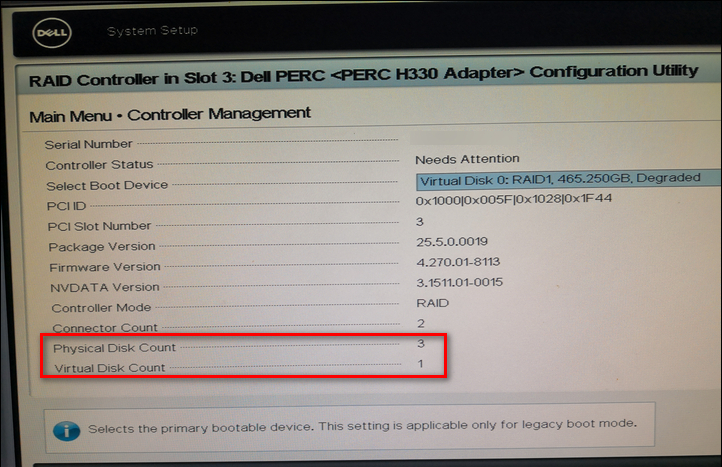 DELL
System Setup
RAID Controller in Slot 3: Dell PERC <PERC H330 Adapter> Configuration Utility
Main Menu • Controller Management
Serial Number
Controller Status Needs Attention
Select Boot Device Virtual Disk 0: RAID1, 465.250GB, Degraded
PCI ID 0x1000|0x005F|0x1028|0x1F44
PCI Slot Number 3
Package Version 25.5.0.0019
Firmware Version 4.270.01-8113
NVDATA Version 3.1511.01-0015
Controller Mode RAID
Connector Count 2
Physical Disk Count 3
Virtual Disk Count 1
Selects the primary bootable device. This setting is applicable only for legacy boot mode.